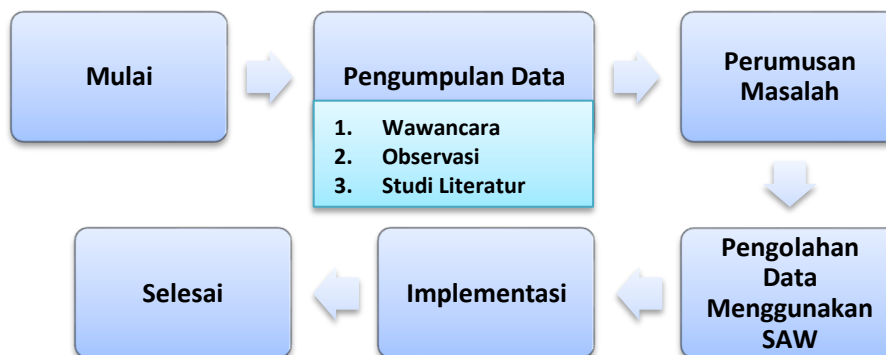 Mulai
Pengumpulan Data
1. Wawancara
2. Observasi
3. Studi Literatur
Perumusan
Masalah
Pengolahan
Data
Menggunakan
SAW
Implementasi
Selesai